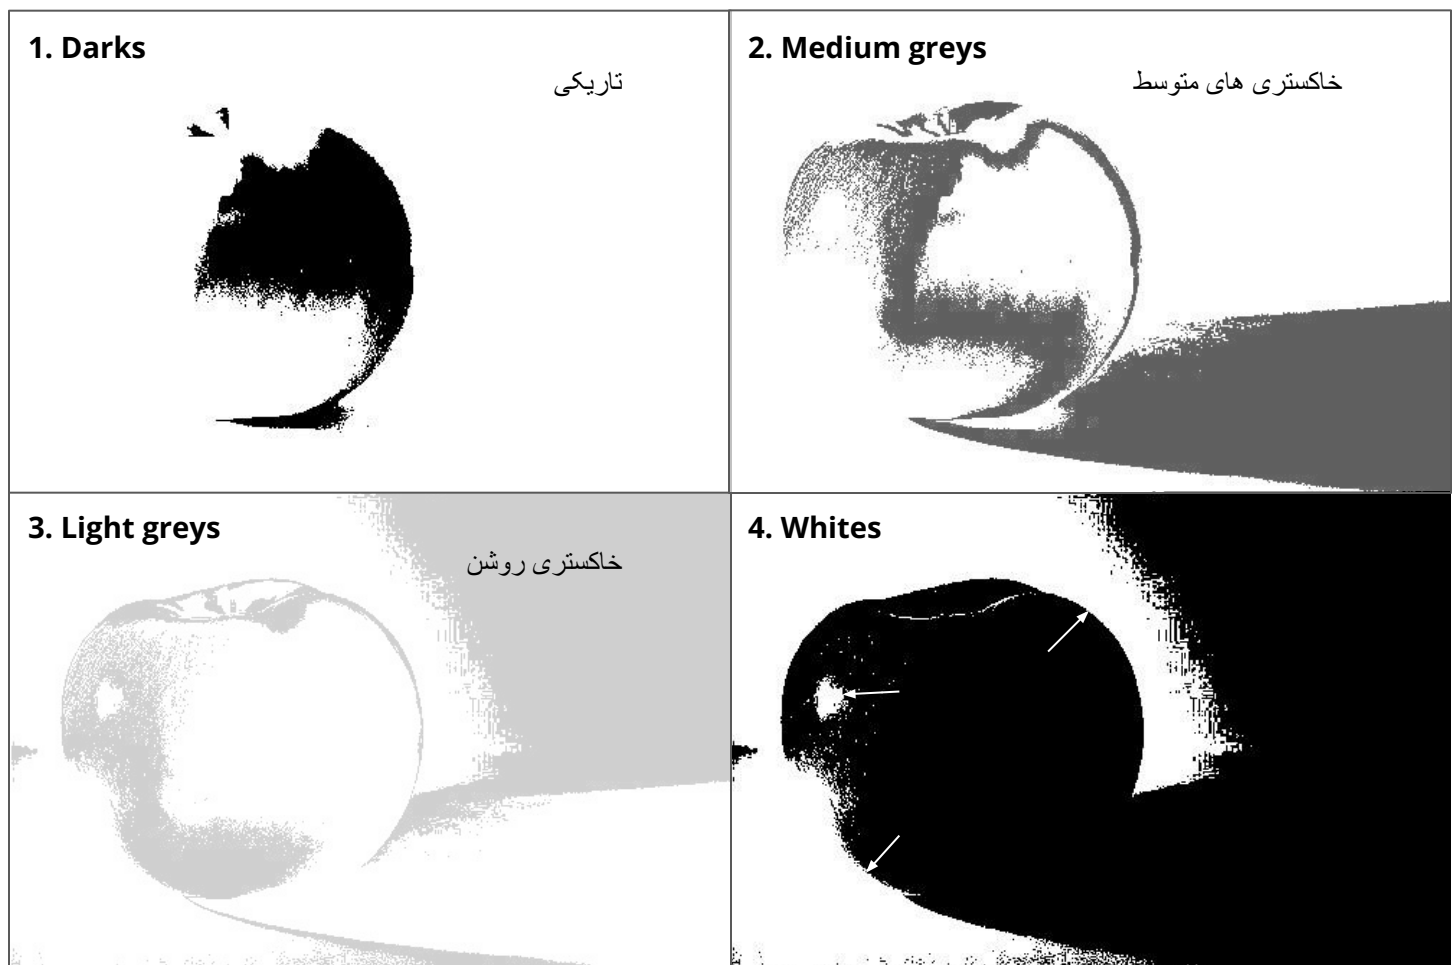 1. Darks
تاریکی
2. Medium greys
خاکستری های متوسط
3. Light greys
خاکستری روشن
4. Whites